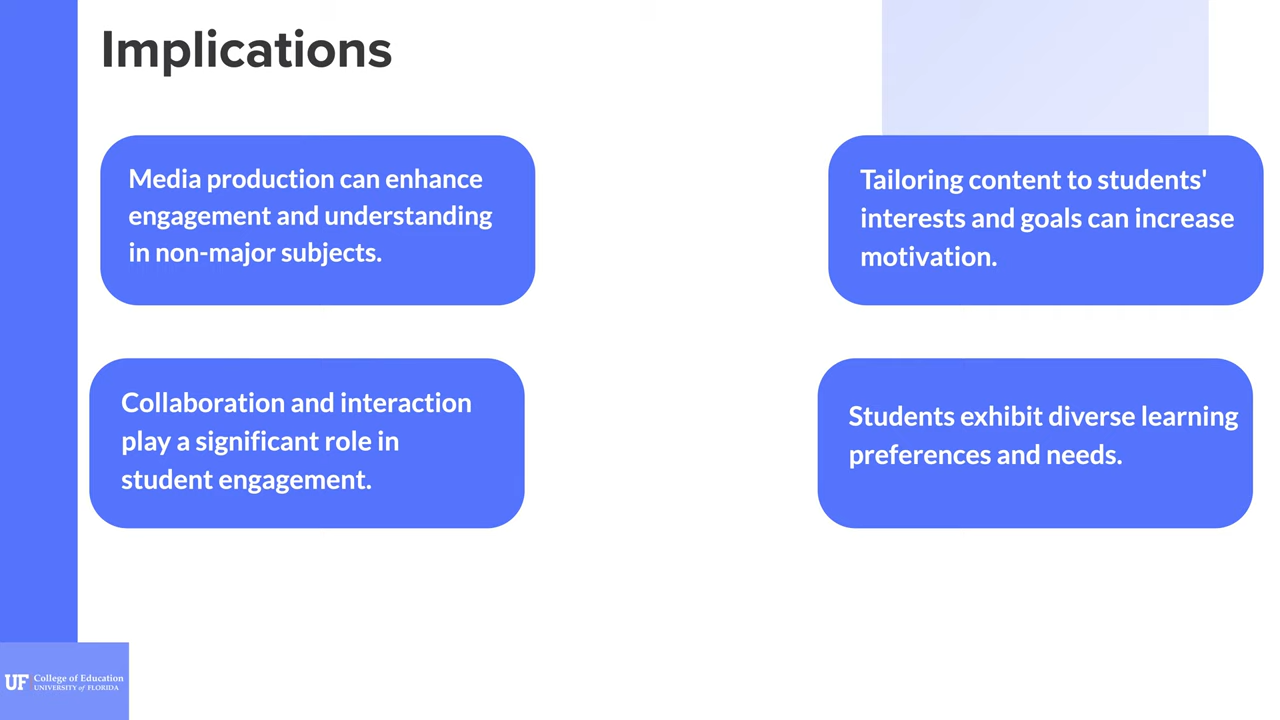 Implications
Media production can enhance
engagement and understanding
in non-major subjects.
Tailoring content to students'
interests and goals can increase
motivation.
Collaboration and interaction
play a significant role in
student engagement.
Students exhibit diverse learning
preferences and needs.
UF College of Education
UNIVERSITY of FLORIDA